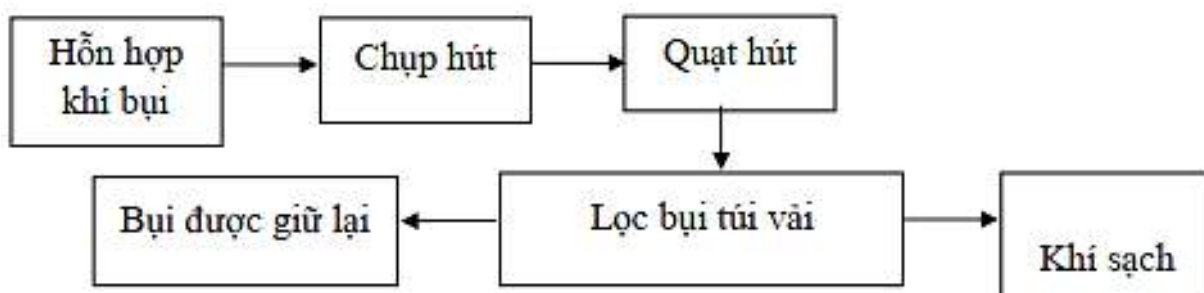 Hỗn hợp
khí bụi
Chụp hút
Quạt hút
Bụi được giữ lại
Lọc bụi túi vải
Khí sạch